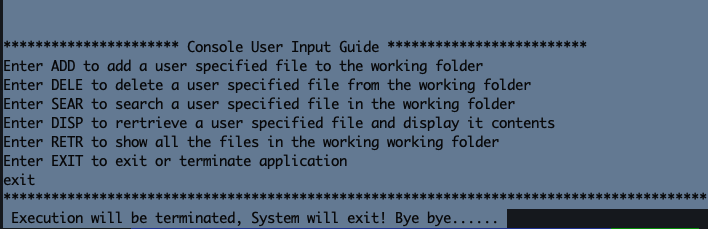 ********************** Console User Input Guide *************************
Enter ADD to add a user specified file to the working folder
Enter DELE to delete a user specified file from the working folder
Enter SEAR to search a user specified file in the working folder
Enter DISP to rertrieve a user specified file and display it contents
Enter RETR to show all the files in the working working folder
Enter EXIT to exit or terminate application
exit
****************************************************************************************
Execution will be terminated, System will exit! Bye bye......